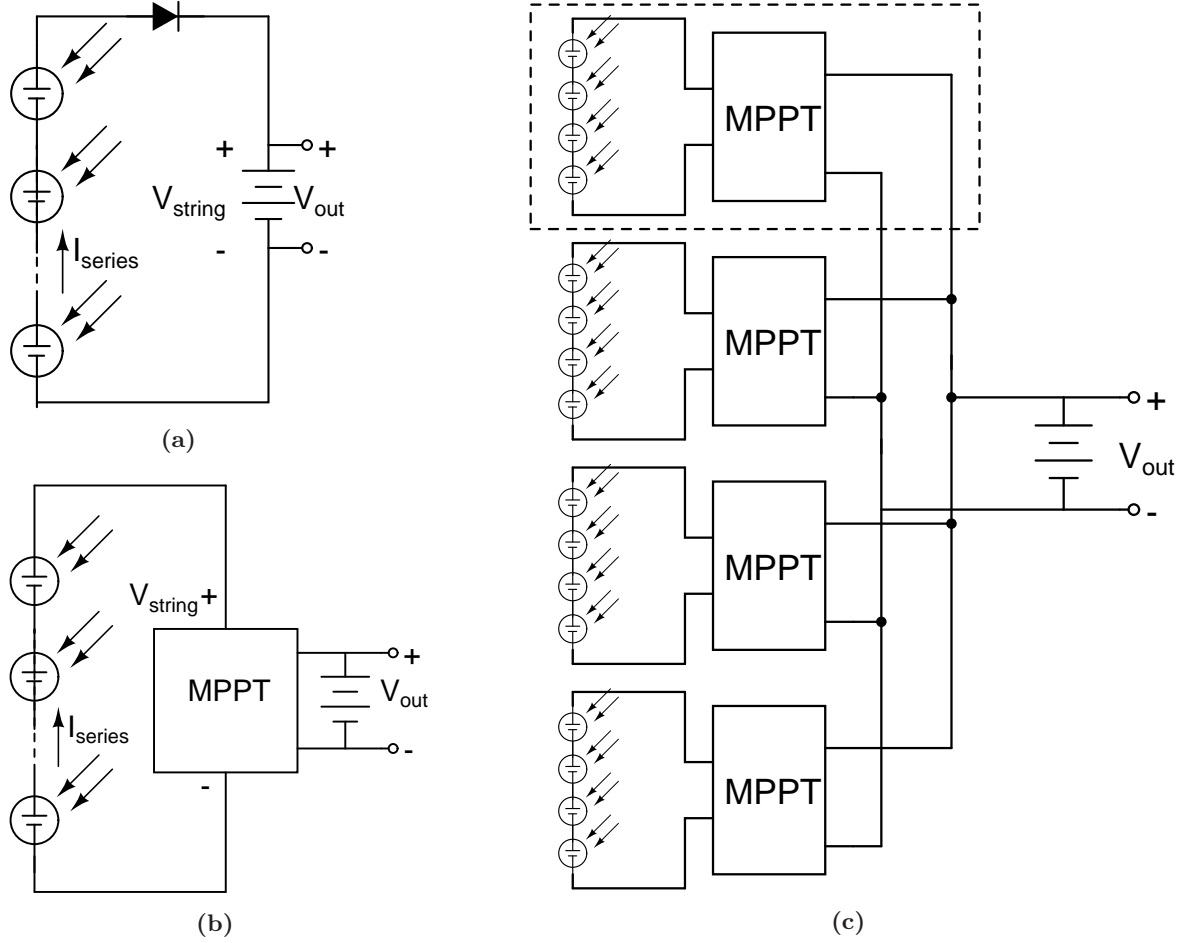 +
+
V_string
V_out
-
-
I_series
(a)
V_string +
MPPT
+
V_out
-
-
I_series
(b)
MPPT
MPPT
MPPT
MPPT
+
V_out
-
(c)